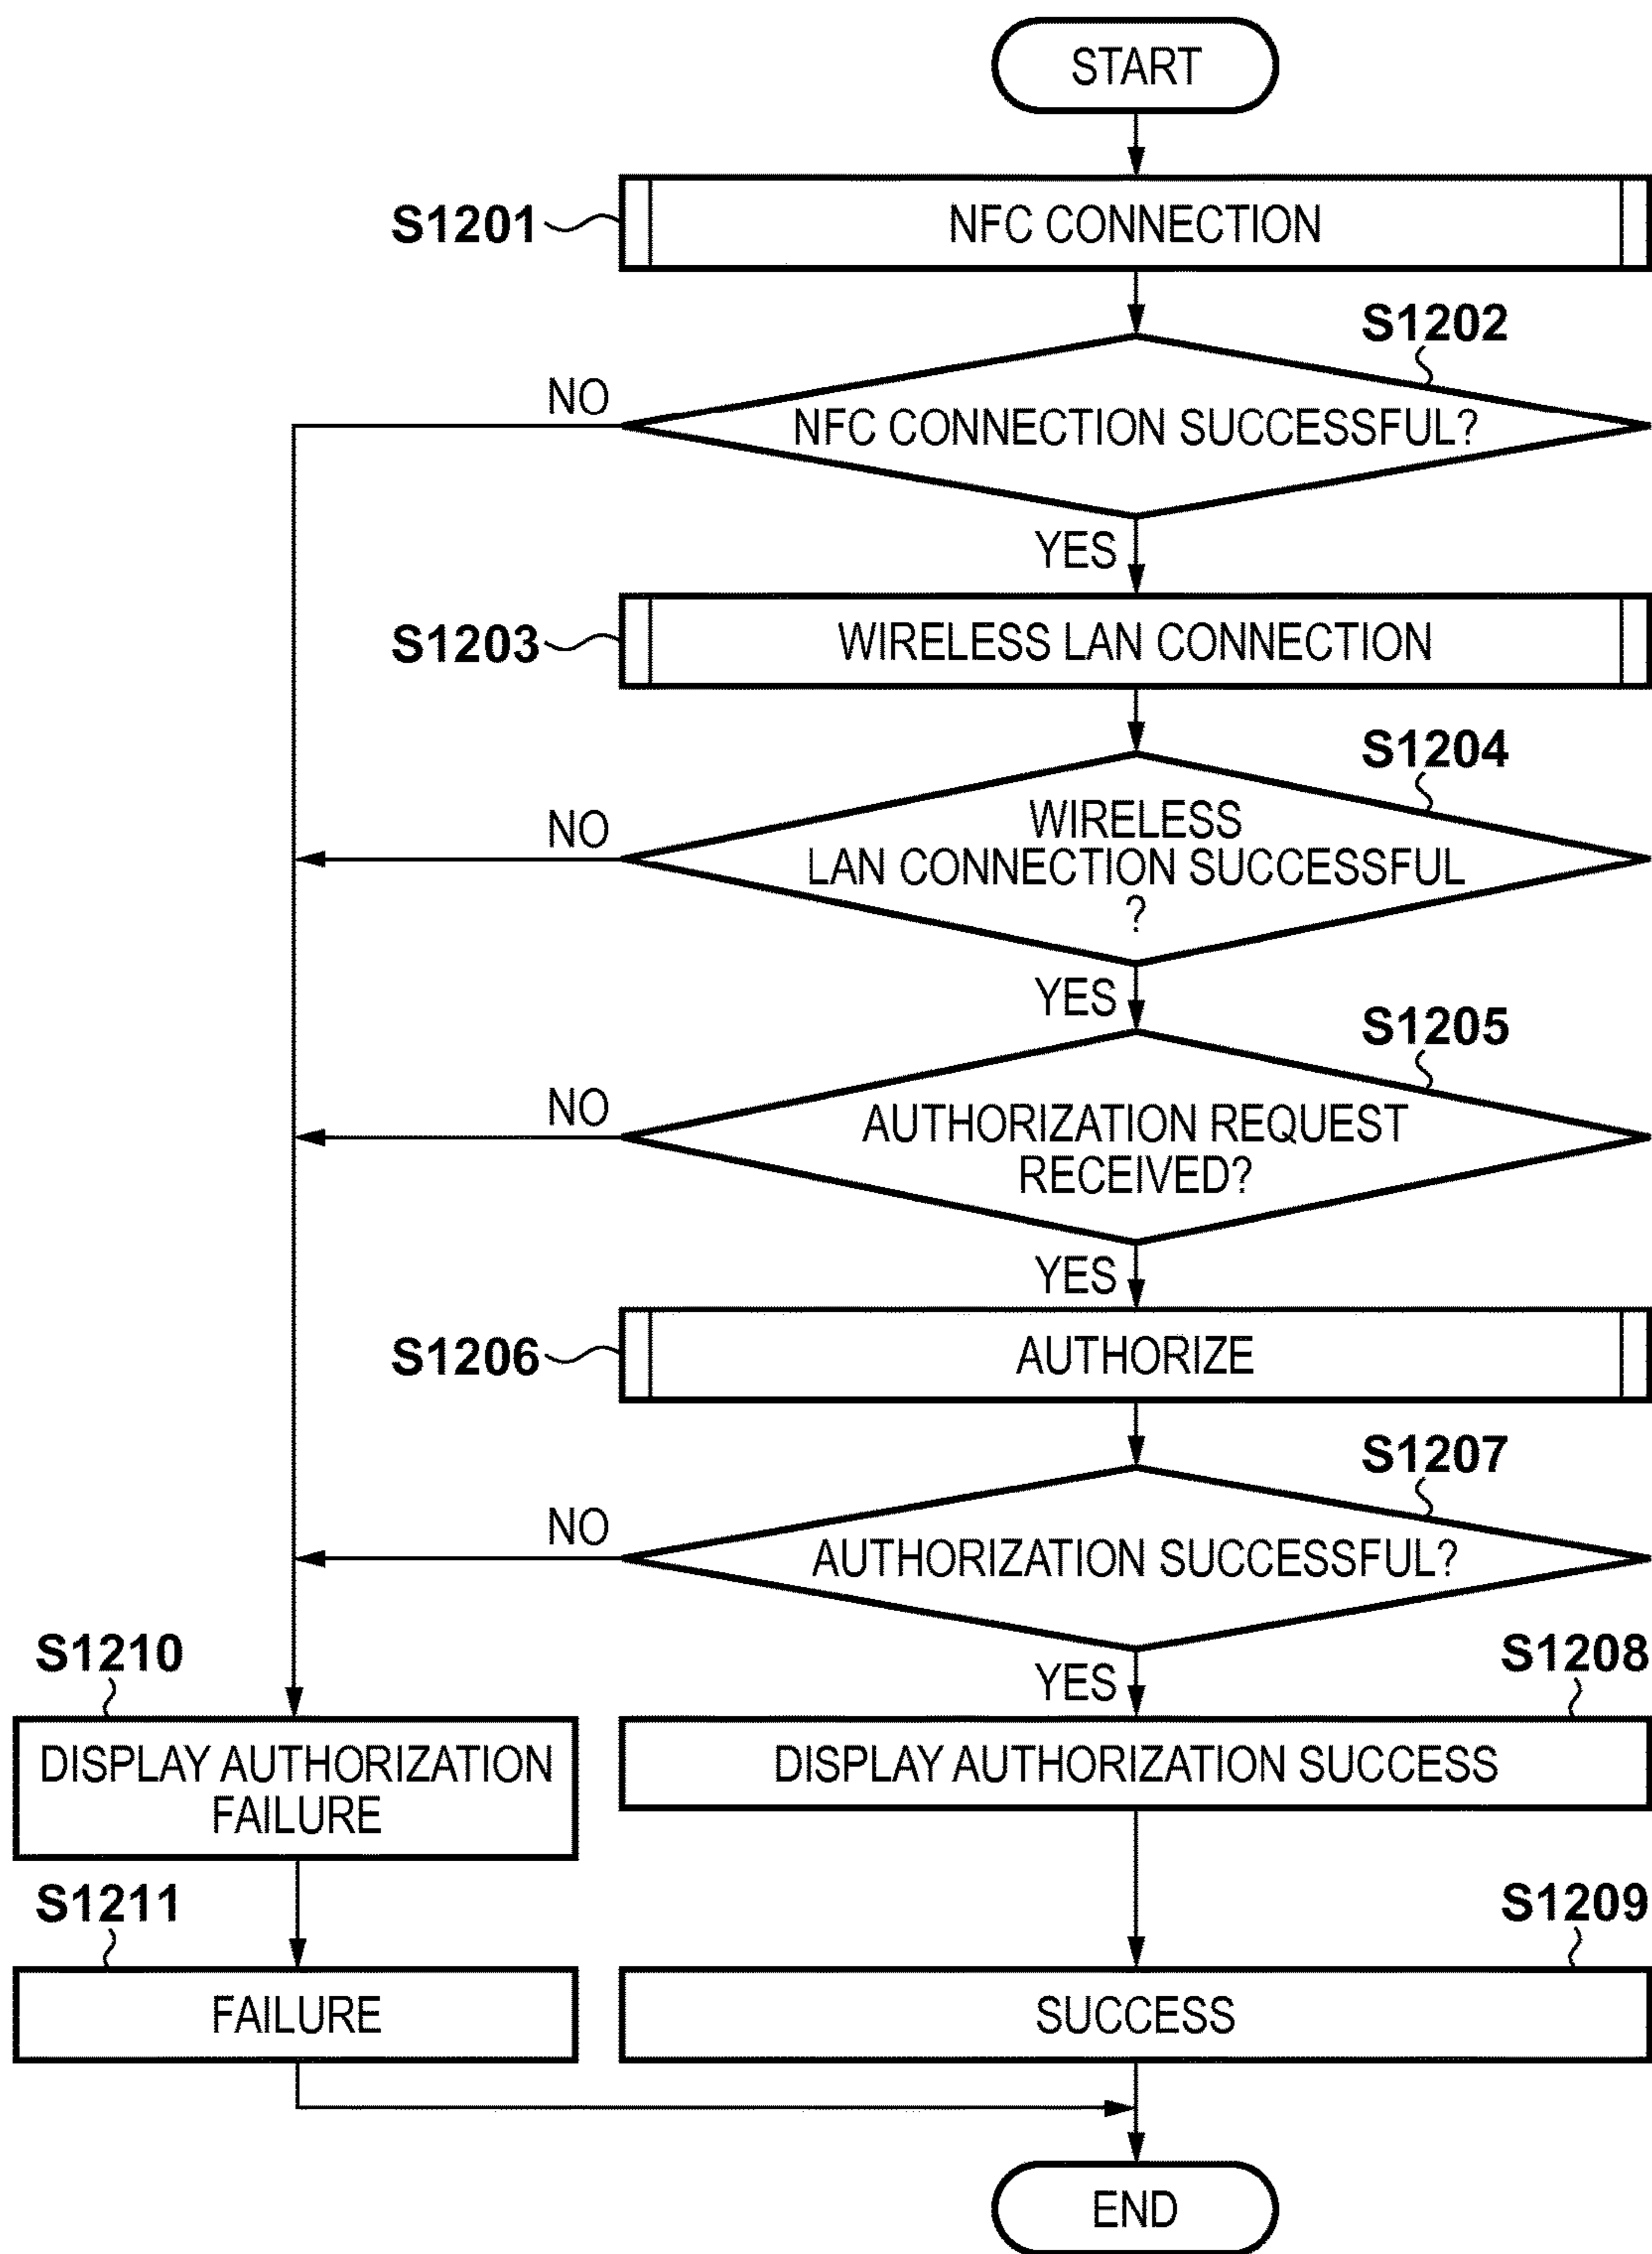 START
S1201
NFC CONNECTION
S1202
NO
NFC CONNECTION SUCCESSFUL?
YES
S1203
WIRELESS LAN CONNECTION
S1204
NO
WIRELESS
LAN CONNECTION SUCCESSFUL
?
YES
S1205
NO
AUTHORIZATION REQUEST
RECEIVED?
YES
S1206
AUTHORIZE
S1207
NO
AUTHORIZATION SUCCESSFUL?
YES
S1210
S1208
DISPLAY AUTHORIZATION
FAILURE
DISPLAY AUTHORIZATION SUCCESS
S1211
S1209
FAILURE
SUCCESS
END